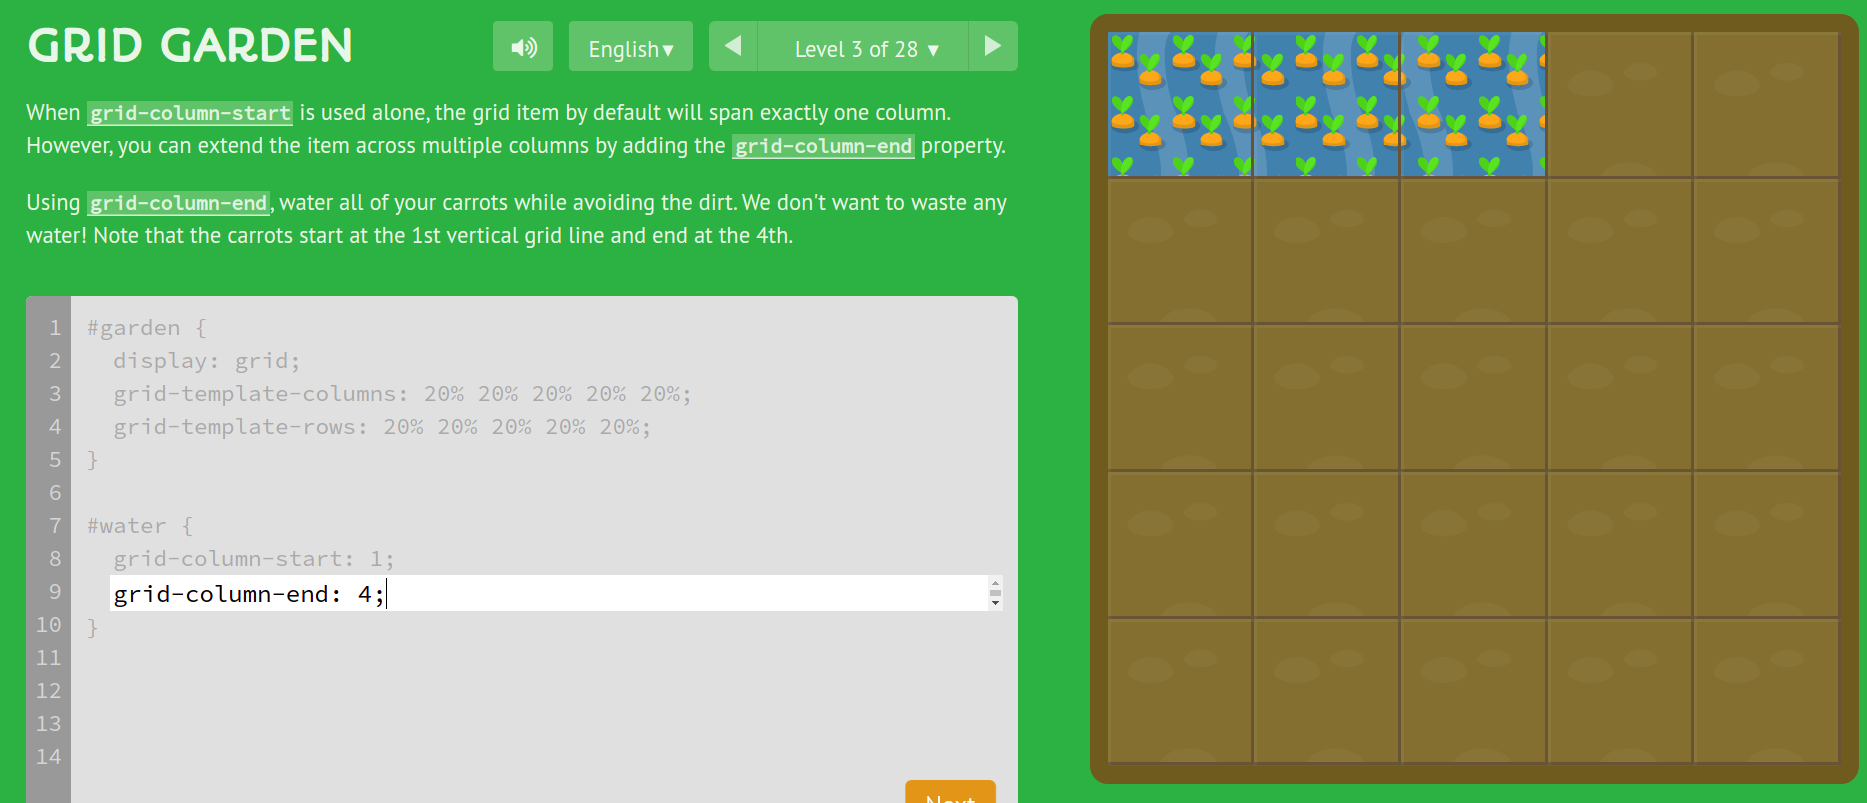 GRID GARDEN
English ▾
Level 3 of 28 ▾
When grid-column-start is used alone, the grid item by default will span exactly one column.
However, you can extend the item across multiple columns by adding the grid-column-end property.
Using grid-column-end, water all of your carrots while avoiding the dirt. We don't want to waste any
water! Note that the carrots start at the 1st vertical grid line and end at the 4th.
1 #garden {
2 display: grid;
3 grid-template-columns: 20% 20% 20% 20% 20%;
4 grid-template-rows: 20% 20% 20% 20% 20%;
5 }
6
7 #water {
8 grid-column-start: 1;
9 grid-column-end: 4;
10 }
11
12
13
14
Next